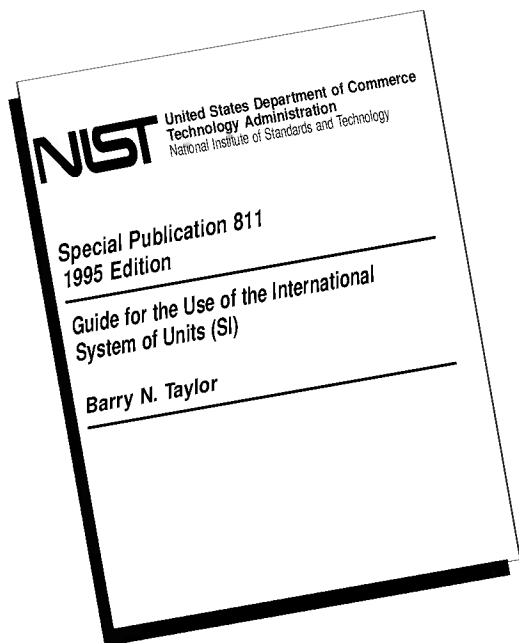 NIST
United States Department of Commerce
Technology Administration
National Institute of Standards and Technology
Special Publication 811
1995 Edition
Guide for the Use of the International
System of Units (SI)
Barry N. Taylor